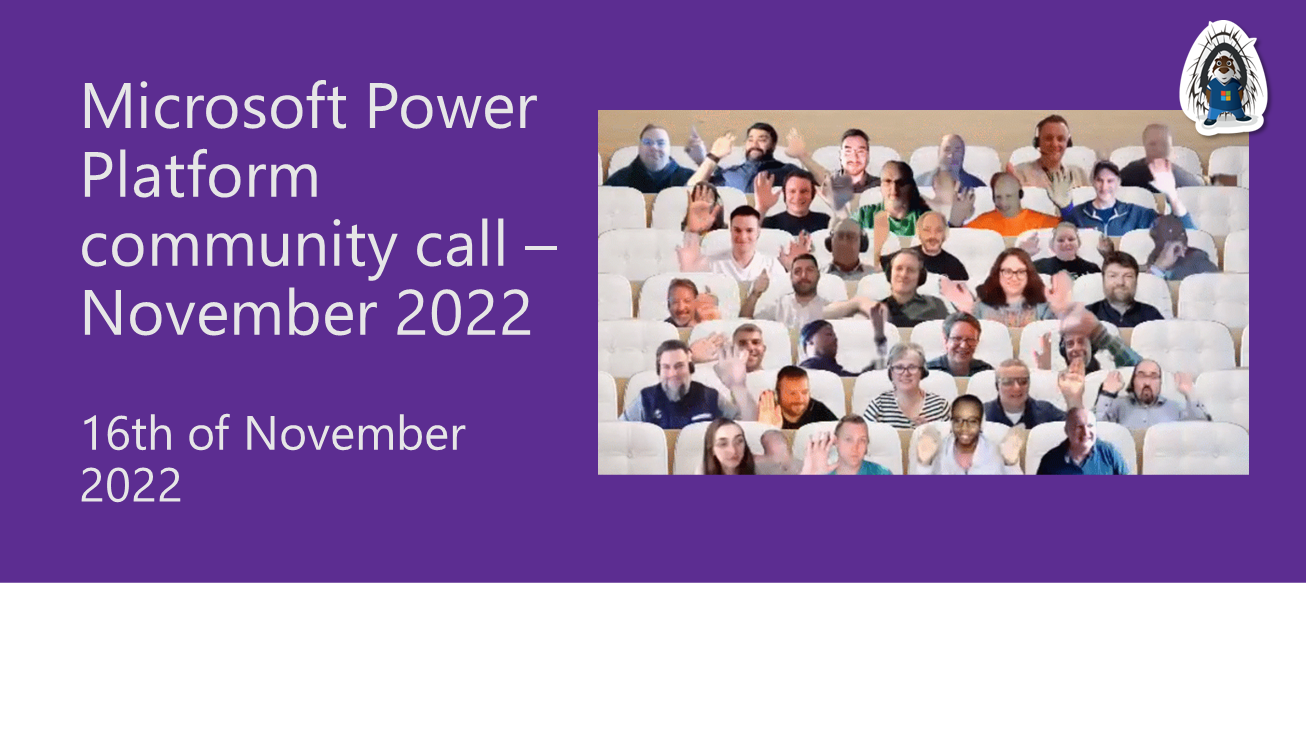 Microsoft Power
Platform
community call –
November 2022
16th of November
2022